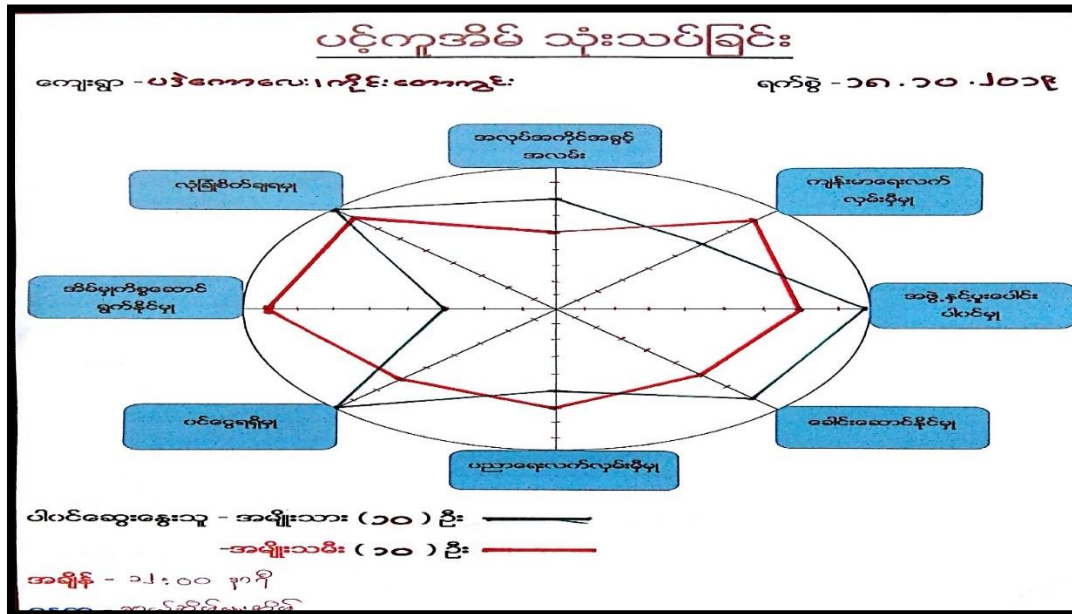 ပင့်ကူအိမ် သုံးသပ်ခြင်း
ကျေးရွာ - ပဒဲကောလေး၊ကိုင်းတောကွင်း
ရက်စွဲ - ၁၈.၁၀.၂၀၁၉
အလုပ်အကိုင်အခွင့်
အလမ်း
လုံခြုံစိတ်ချရမှု
ကျန်းမာရေးလက်
လှမ်းမှီမှု
အိမ်မှုကိစ္စဆောင်
ရွက်နိုင်မှု
အဖွဲ့နှင့်ပူးပေါင်း
ပါဝင်မှု
ဝင်ငွေရရှိမှု
ခေါင်းဆောင်နိုင်မှု
ပညာရေးလက်လှမ်းမှီမှု
ပါဝင်ဆွေးနွေးသူ - အမျိုးသား (၁၀) ဦး
-အမျိုးသမီး (၁၀) ဦး
အချိန် - ၁၂:၀၀ နာရီ